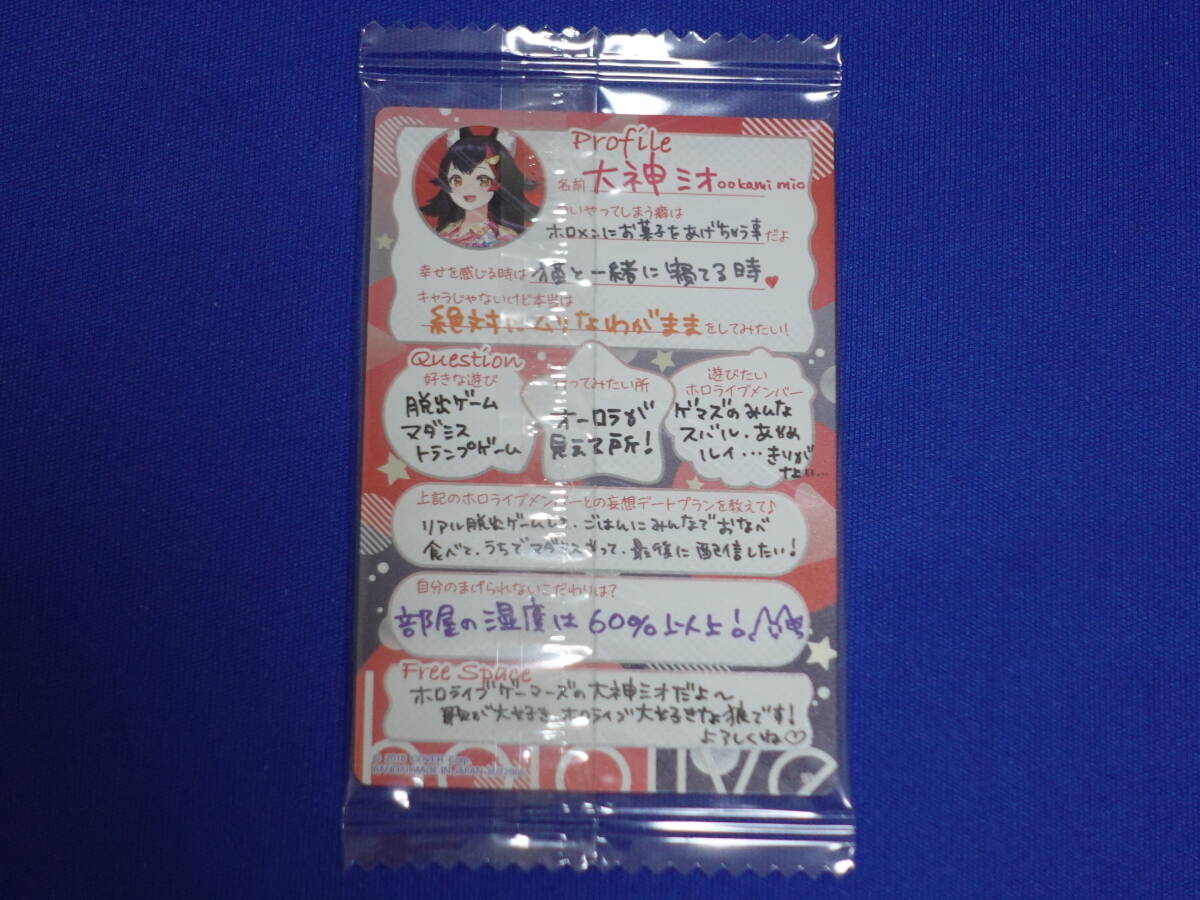 Profile
名前 大神ミオ ookami mio
ついやってしまう癖は
ホロメンにお菓子をあげちゃう事だよ
幸せを感じる時は 猫と一緒に寝てる時
キャラじゃないけど本当は
絶対にムリなわがままをしてみたい!
Question
好きな遊び
脱出ゲーム
マダミス
トランプゲーム
行ってみたい所
オーロラが
見える所!
遊びたい
ホロライブメンバー
ゲマズのみんな
スバル・あやめ
ルイ…きりが
ない…
上記のホロライブメンバーとの妄想デートプランを教えて♪
リアル脱出ゲームして、ごはんにみんなでおなべ
食べて、うちでマダミスやって、最後に配信したい!
自分のまげられないこだわりは?
部屋の湿度は60%以上!
Free Space
ホロライブゲーマーズの大神ミオだよ〜
歌が大好き、ホロライブ大好きな狼です!
よろしくね♡
COVER Corp.
BANDAI MADE IN JAPAN
hololive